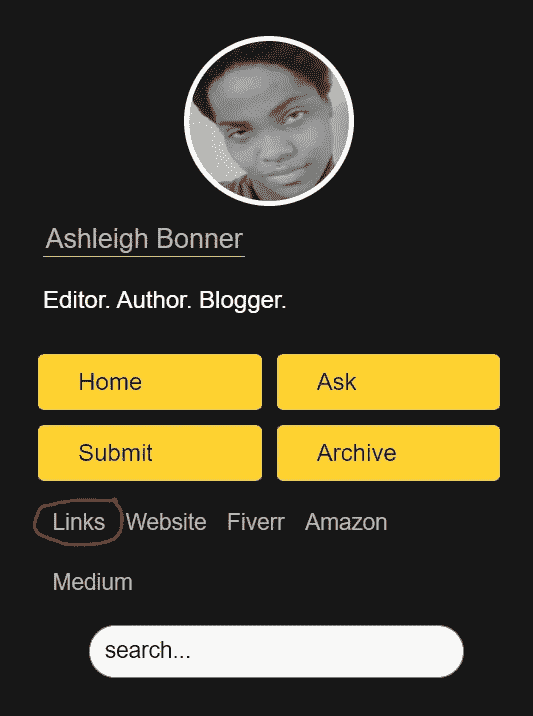 Ashleigh Bonner
Editor. Author. Blogger.
Home Ask
Submit Archive
Links Website Fiverr Amazon
Medium
search...